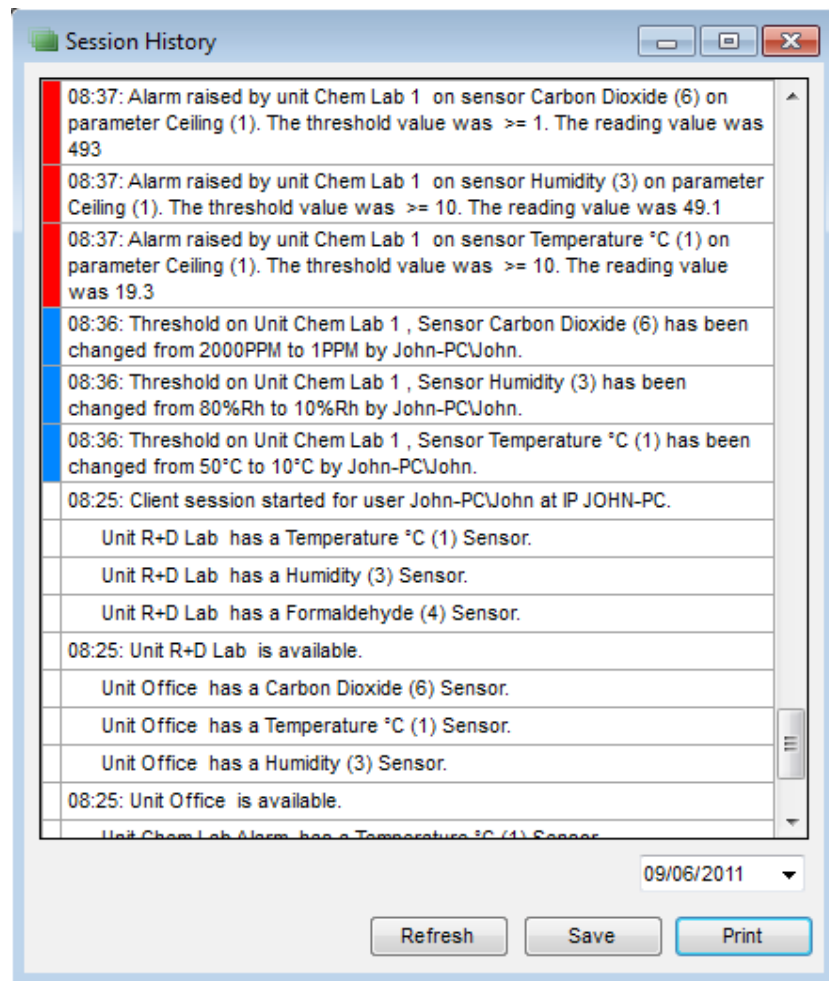 Session History
08:37: Alarm raised by unit Chem Lab 1  on sensor Carbon Dioxide (6) on
parameter Ceiling (1). The threshold value was  >= 1. The reading value was
493
08:37: Alarm raised by unit Chem Lab 1  on sensor Humidity (3) on parameter
Ceiling (1). The threshold value was  >= 10. The reading value was 49.1
08:37: Alarm raised by unit Chem Lab 1  on sensor Temperature °C (1) on
parameter Ceiling (1). The threshold value was  >= 10. The reading value
was 19.3
08:36: Threshold on Unit Chem Lab 1 , Sensor Carbon Dioxide (6) has been
changed from 2000PPM to 1PPM by John-PC\John.
08:36: Threshold on Unit Chem Lab 1 , Sensor Humidity (3) has been
changed from 80%Rh to 10%Rh by John-PC\John.
08:36: Threshold on Unit Chem Lab 1 , Sensor Temperature °C (1) has been
changed from 50°C to 10°C by John-PC\John.
08:25: Client session started for user John-PC\John at IP JOHN-PC.
Unit R+D Lab  has a Temperature °C (1) Sensor.
Unit R+D Lab  has a Humidity (3) Sensor.
Unit R+D Lab  has a Formaldehyde (4) Sensor.
08:25: Unit R+D Lab  is available.
Unit Office  has a Carbon Dioxide (6) Sensor.
Unit Office  has a Temperature °C (1) Sensor.
Unit Office  has a Humidity (3) Sensor.
08:25: Unit Office  is available.
Unit Chem Lab Alarm  has a Temperature °C (1) Sensor
09/06/2011
Refresh
Save
Print